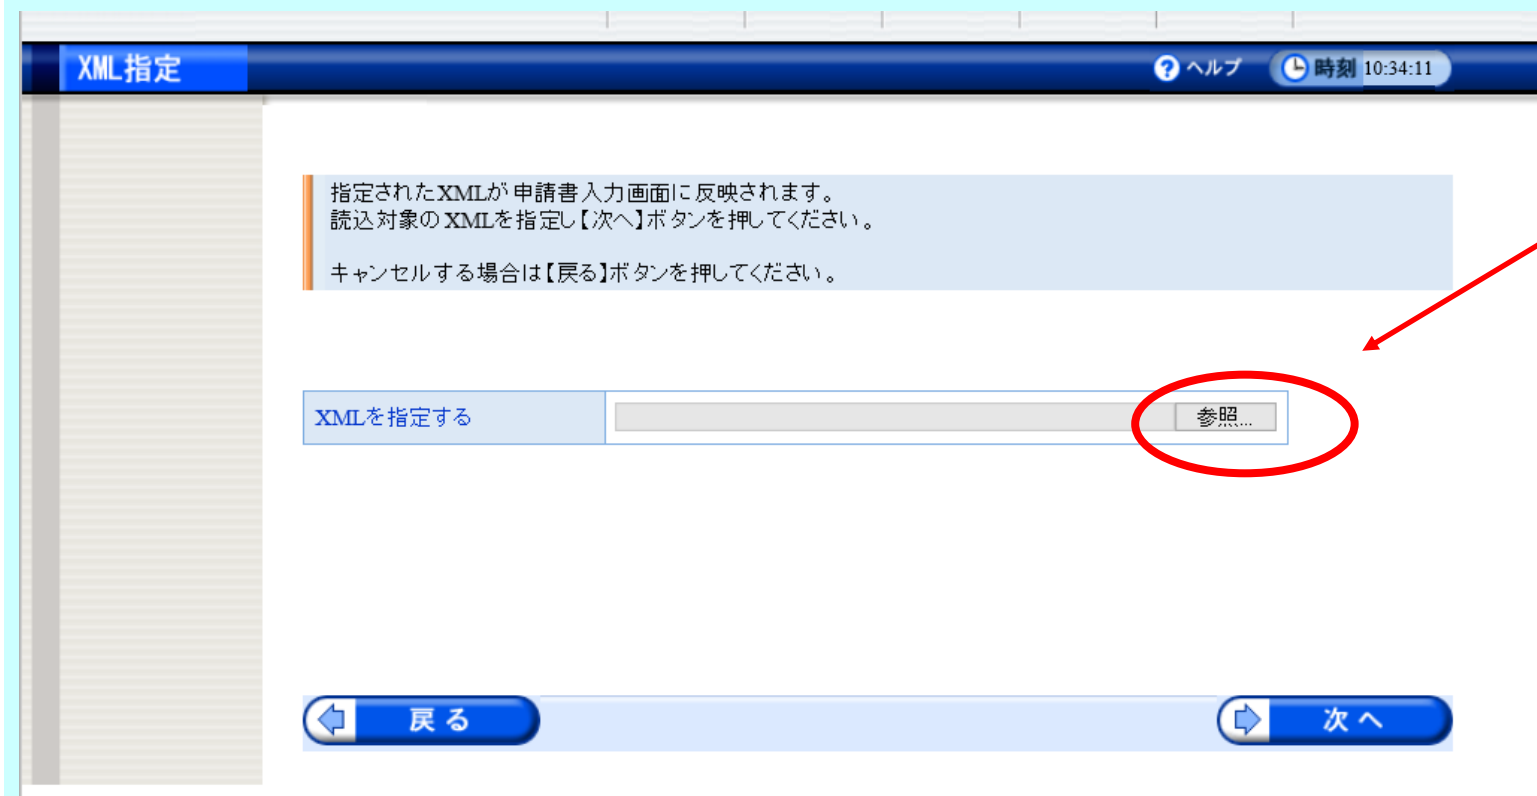 XML指定
ヘルプ
時刻 10:34:11
指定されたXMLが申請書入力画面に反映されます。
読込対象のXMLを指定し【次へ】ボタンを押してください。
キャンセルする場合は【戻る】ボタンを押してください。
XMLを指定する
参照...
戻る
次へ